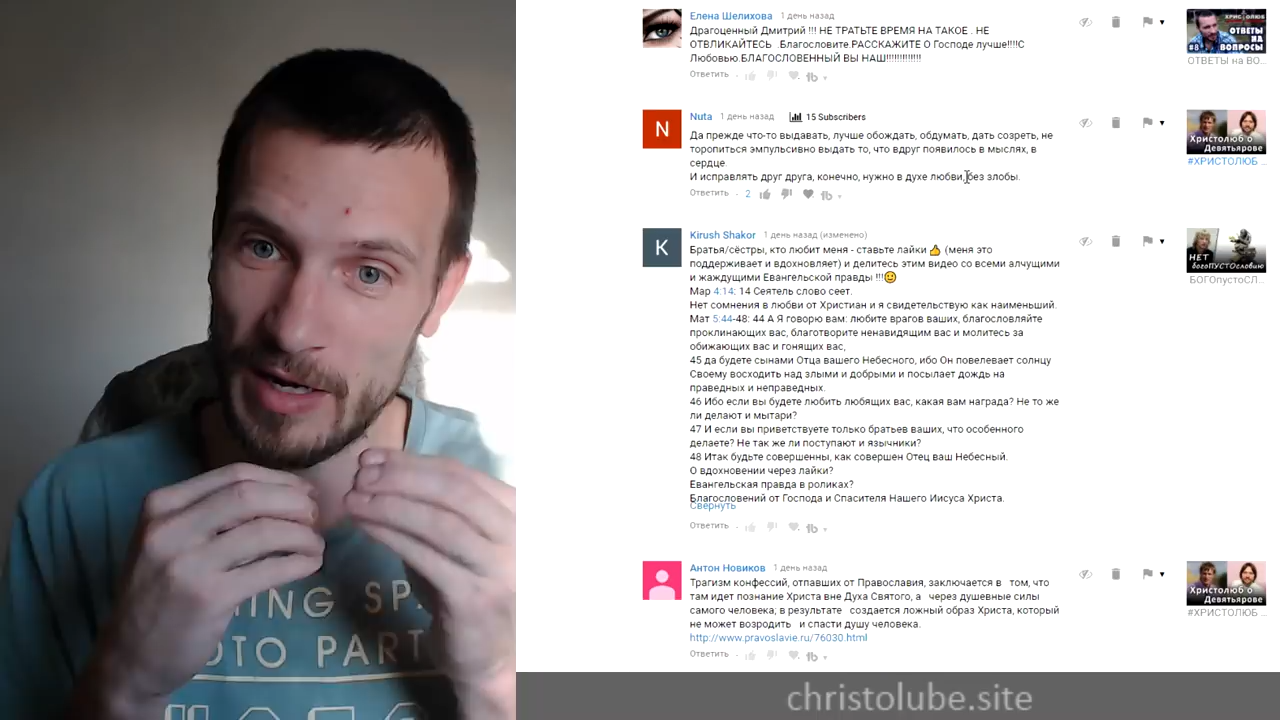 Елена Шелихова 1 день назад
Драгоценный Дмитрий !!! НЕ ТРАТЬТЕ ВРЕМЯ НА ТАКОЕ . НЕ
ОТВЛИКАЙТЕСЬ .Благословите.РАССКАЖИТЕ О Господе лучше!!!!С
Любовью.БЛАГОСЛОВЕННЫЙ ВЫ НАШ!!!!!!!!!!!!!
Ответить
ХРИСТОЛЮБ
ОТВЕТЫ
НА
ВОПРОСЫ
#8
ОТВЕТЫ на ВО...
N
Nuta 1 день назад 15 Subscribers
Да прежде что-то выдавать, лучше обождать, обдумать, дать созреть, не
торопиться эмпульсивно выдать то, что вдруг появилось в мыслях, в
сердце.
И исправлять друг друга, конечно, нужно в духе любви,без злобы.
Ответить 2
Христолюб о
Девятьярове
#ХРИСТОЛЮБ ...
K
Kirush Shakor 1 день назад (изменено)
Братья/сёстры, кто любит меня - ставьте лайки 👍 (меня это
поддерживает и вдохновляет) и делитесь этим видео со всеми алчущими
и жаждущими Евангельской правды !!!🙂
Мар 4:14: 14 Сеятель слово сеет.
Нет сомнения в любви от Христиан и я свидетельствую как наименьший.
Мат 5:44-48: 44 А Я говорю вам: любите врагов ваших, благословляйте
проклинающих вас, благотворите ненавидящим вас и молитесь за
обижающих вас и гонящих вас,
45 да будете сынами Отца вашего Небесного, ибо Он повелевает солнцу
Своему восходить над злыми и добрыми и посылает дождь на
праведных и неправедных.
46 Ибо если вы будете любить любящих вас, какая вам награда? Не то же
ли делают и мытари?
47 И если вы приветствуете только братьев ваших, что особенного
делаете? Не так же ли поступают и язычники?
48 Итак будьте совершенны, как совершен Отец ваш Небесный.
О вдохновении через лайки?
Евангельская правда в роликах?
Благословений от Господа и Спасителя Нашего Иисуса Христа.
Свернуть
Ответить
НЕТ
богоПУСТОсловию
БОГОпустоСЛ...
Антон Новиков 1 день назад
Трагизм конфессий, отпавших от Православия, заключается в том, что
там идет познание Христа вне Духа Святого, а через душевные силы
самого человека; в результате создается ложный образ Христа, который
не может возродить и спасти душу человека.
http://www.pravoslavie.ru/76030.html
Ответить
Христолюб о
Девятьярове
#ХРИСТОЛЮБ ...
OTO PART
christolube.site